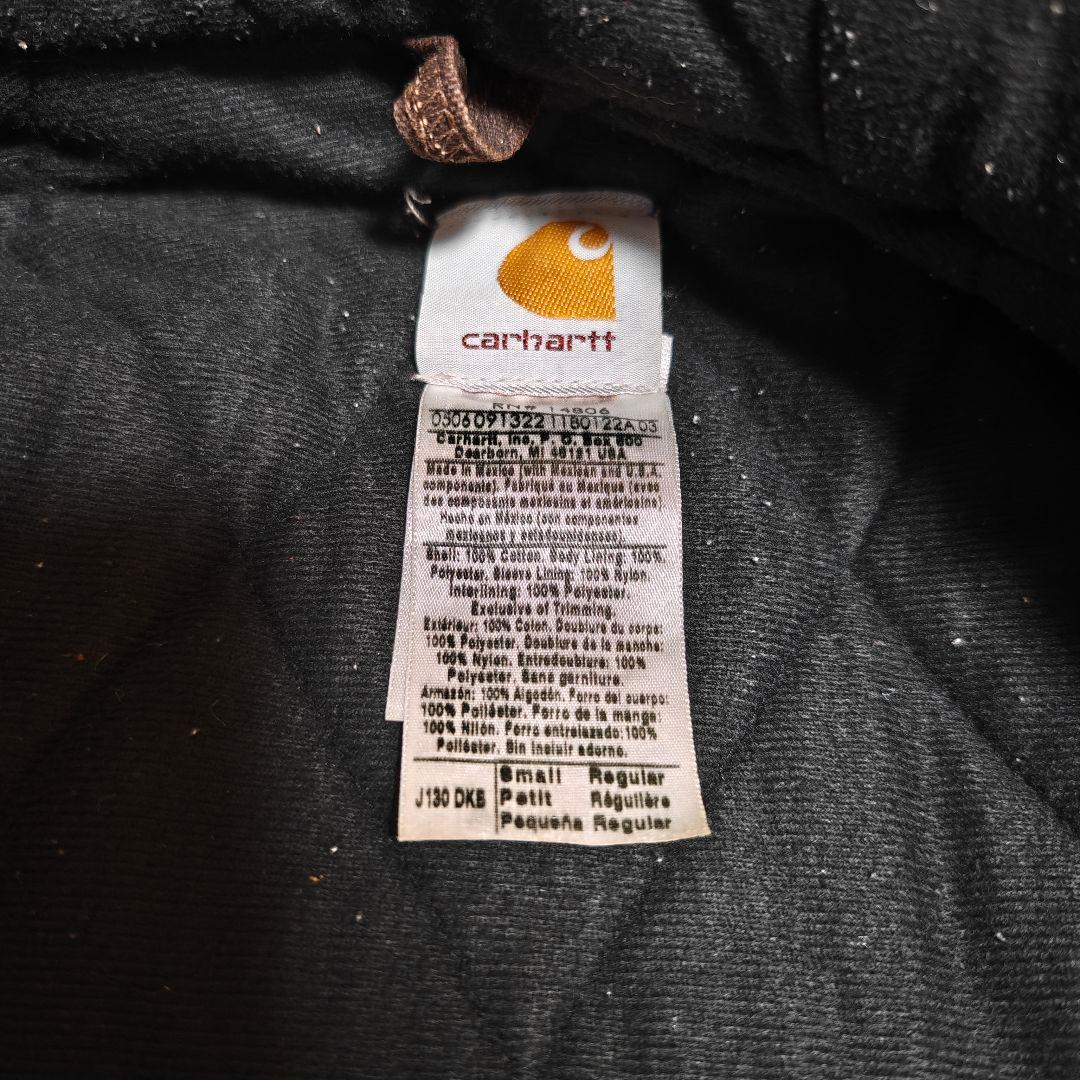 carhartt
RN# 14806
0506091322 1180122A 03
Carhartt, Inc. P. O. Box 600
Dearborn, MI 48121 USA
Made in Mexico (with Mexican and U.S.A.
components). Fabriqué au Mexique (avec
des composants mexicains et américains)
Hecho en México (con componentes
mexicanos y estadounidenses).
Shell: 100% Cotton. Body Lining: 100%
Polyester. Sleeve Lining: 100% Nylon.
Interlining: 100% Polyester.
Exclusive of Trimming.
Extérieur: 100% Coton. Doublure du corps:
100% Polyester. Doublure de la manche:
100% Nylon. Entredoublure: 100%
Polyester. Sans garniture.
Armazón: 100% Algodón. Forro del cuerpo:
100% Poliéster. Forro de la manga:
100% Nilón. Forro entrelazado: 100%
Poliéster. Sin incluir adorno.
J130 DKB
Small Regular
Petit Régulière
Pequeña Regular